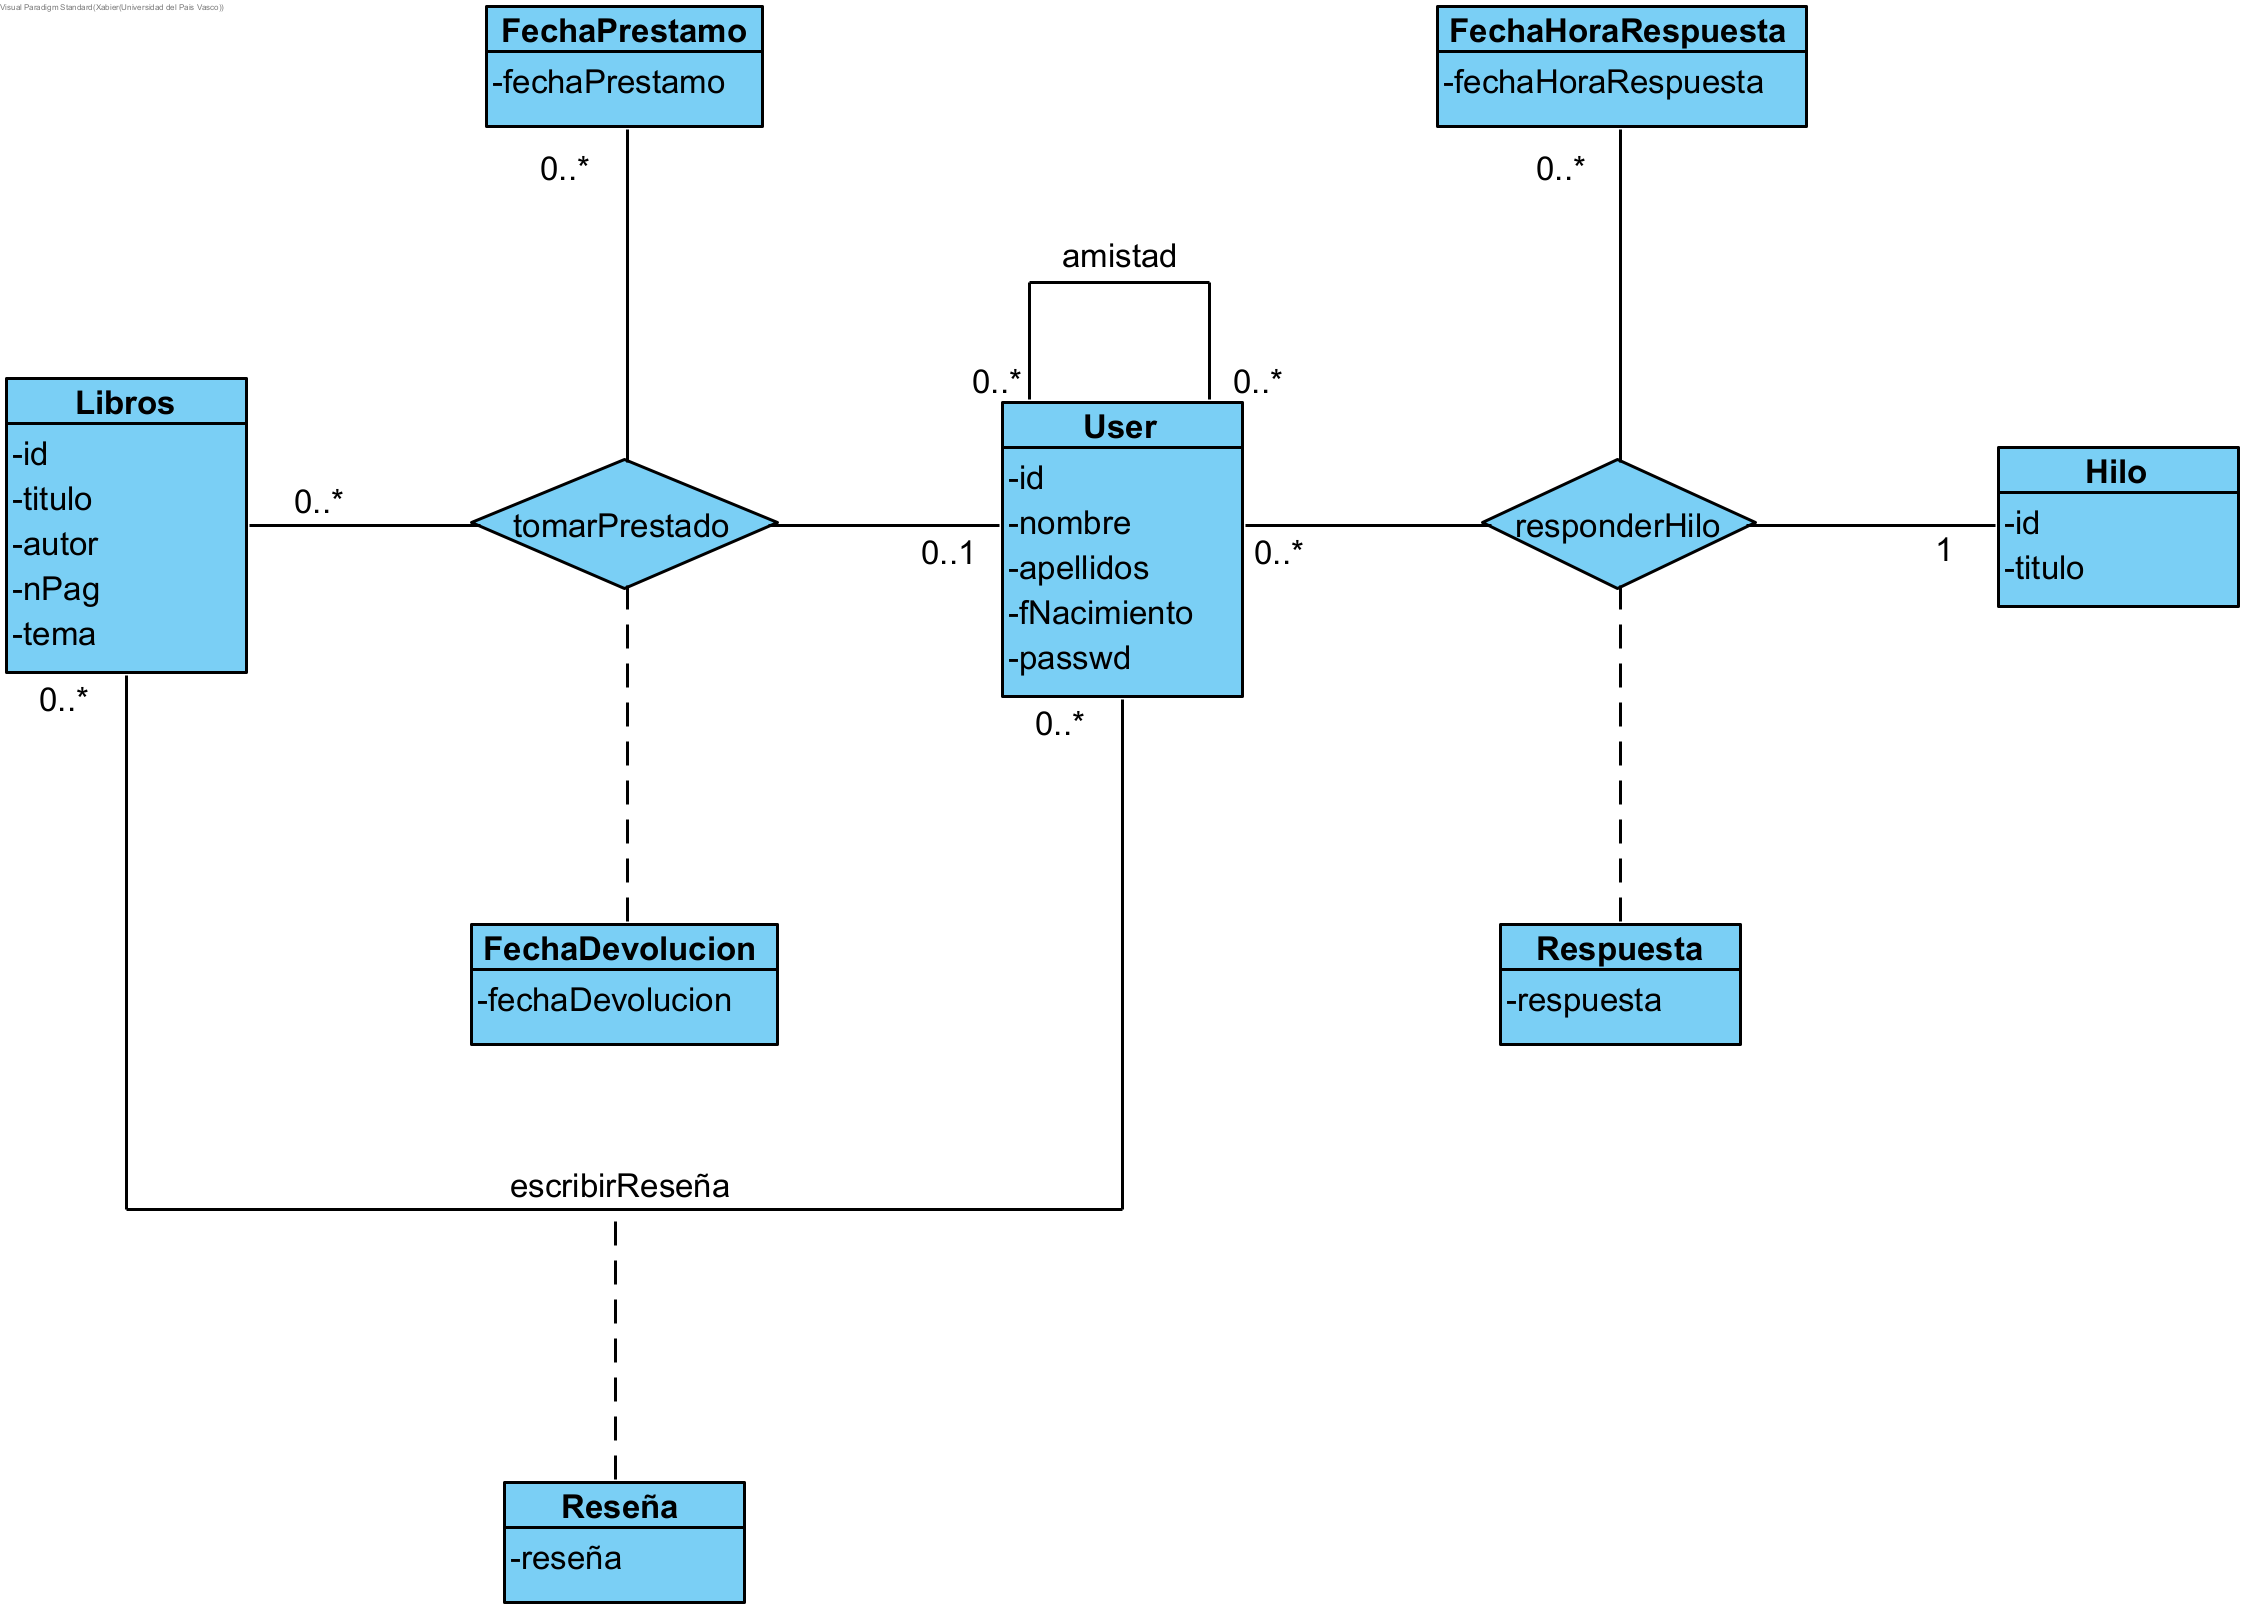 Visual Paradigm Standard(Xabier(Universidad del Pais Vasco))
FechaPrestamo
-fechaPrestamo
0..*
FechaHoraRespuesta
-fechaHoraRespuesta
0..*
amistad
0..*
0..*
Libros
-id
-titulo
-autor
-nPag
-tema
0..*
0..*
tomarPrestado
0..1
User
-id
-nombre
-apellidos
-fNacimiento
-passwd
0..*
0..*
responderHilo
1
Hilo
-id
-titulo
FechaDevolucion
-fechaDevolucion
Respuesta
-respuesta
escribirReseña
Reseña
-reseña